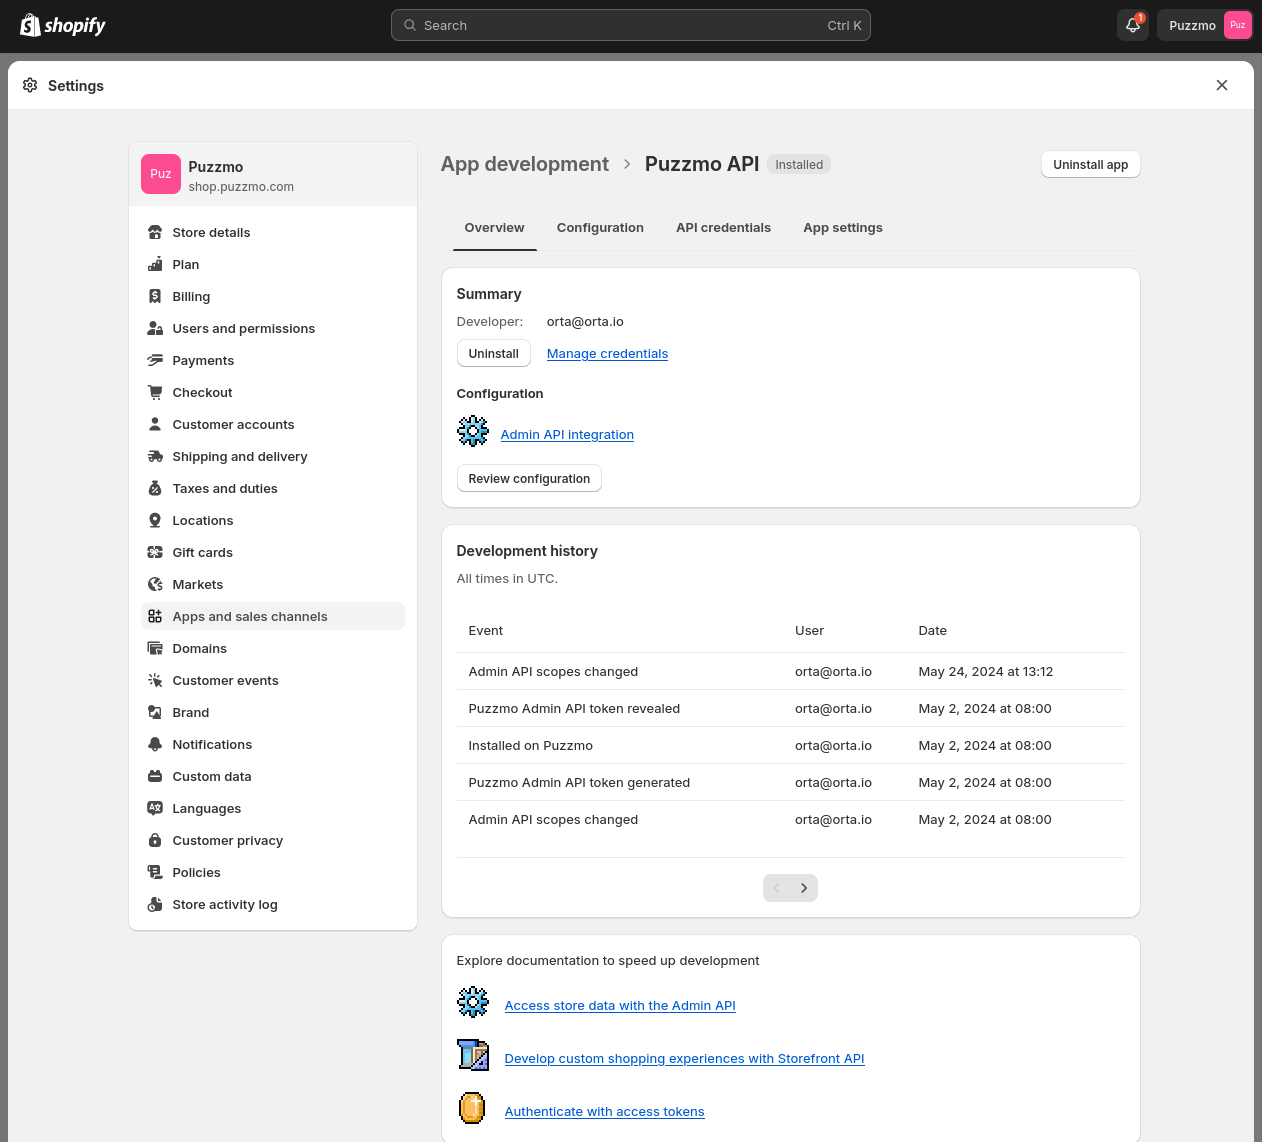 shopify
Search
Ctrl K
1
Puzzmo
Puz
Settings
Puz
Puzzmo
shop.puzzmo.com
Store details
Plan
Billing
Users and permissions
Payments
Checkout
Customer accounts
Shipping and delivery
Taxes and duties
Locations
Gift cards
Markets
Apps and sales channels
Domains
Customer events
Brand
Notifications
Custom data
Languages
Customer privacy
Policies
Store activity log
App development > Puzzmo API Installed
Uninstall app
Overview Configuration API credentials App settings
Summary
Developer: orta@orta.io
Uninstall Manage credentials
Configuration
Admin API integration
Review configuration
Development history
All times in UTC.
Event User Date
Admin API scopes changed orta@orta.io May 24, 2024 at 13:12
Puzzmo Admin API token revealed orta@orta.io May 2, 2024 at 08:00
Installed on Puzzmo orta@orta.io May 2, 2024 at 08:00
Puzzmo Admin API token generated orta@orta.io May 2, 2024 at 08:00
Admin API scopes changed orta@orta.io May 2, 2024 at 08:00
Explore documentation to speed up development
Access store data with the Admin API
Develop custom shopping experiences with Storefront API
Authenticate with access tokens